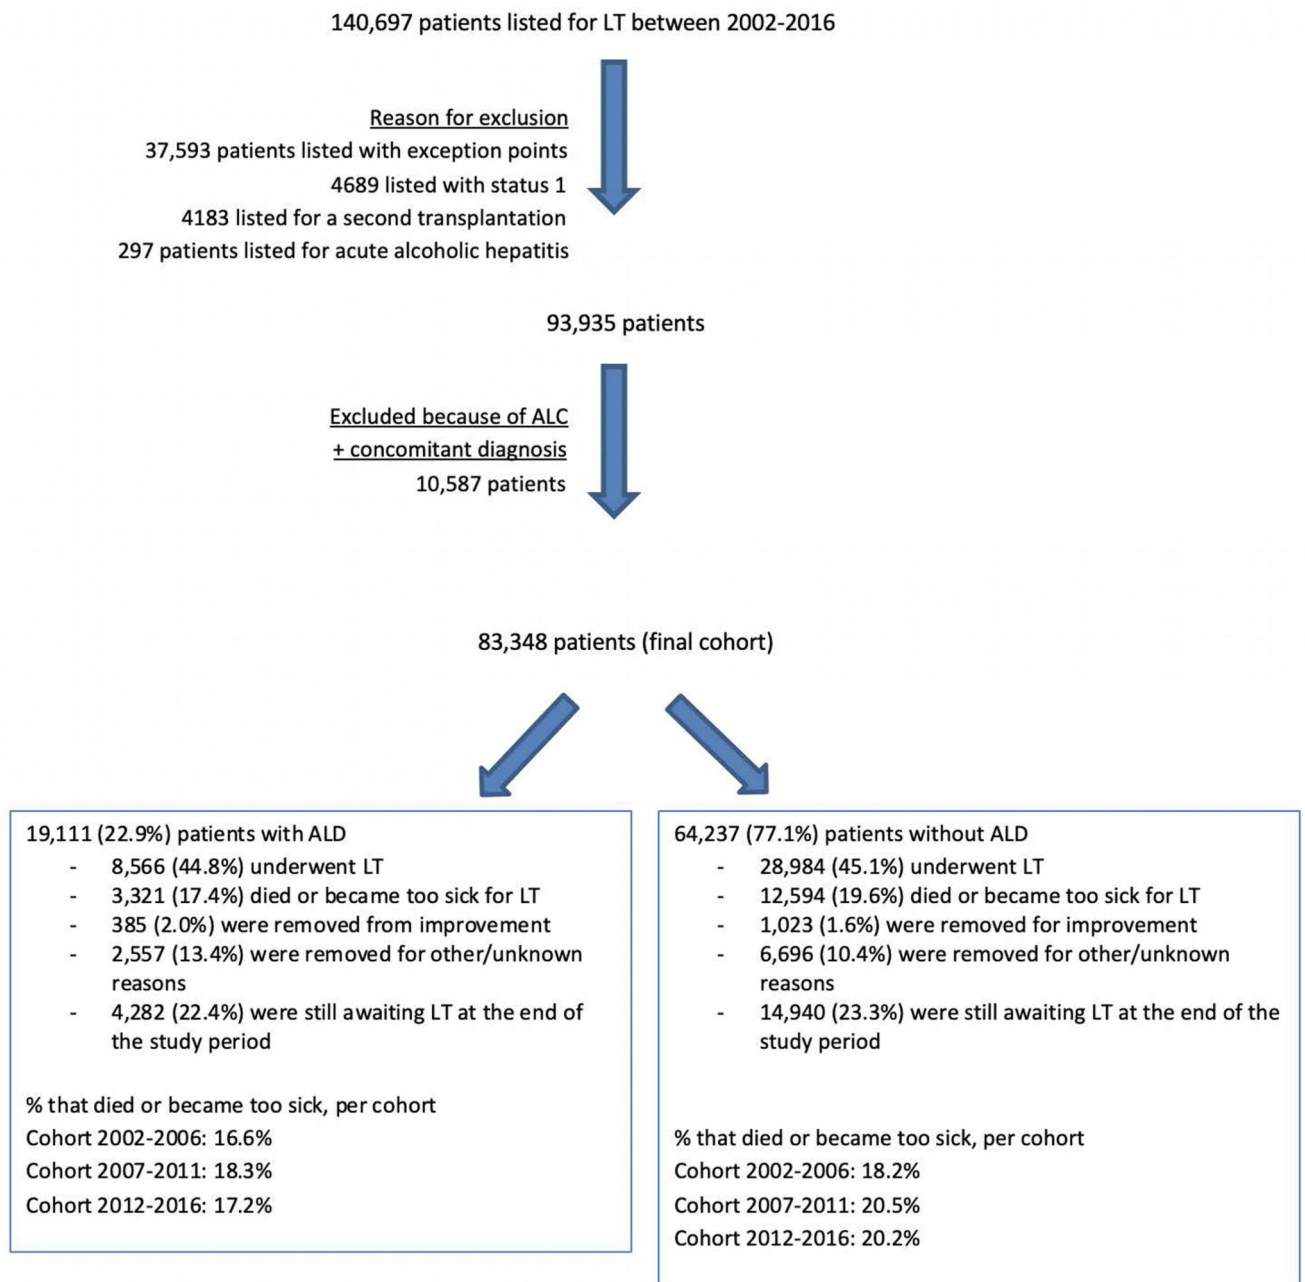 140,697 patients listed for LT between 2002-2016
Reason for exclusion
37,593 patients listed with exception points
4689 listed with status 1
4183 listed for a second transplantation
297 patients listed for acute alcoholic hepatitis
93,935 patients
Excluded because of ALC
+ concomitant diagnosis
10,587 patients
83,348 patients (final cohort)
19,111 (22.9%) patients with ALD
- 8,566 (44.8%) underwent LT
- 3,321 (17.4%) died or became too sick for LT
- 385 (2.0%) were removed from improvement
- 2,557 (13.4%) were removed for other/unknown
reasons
- 4,282 (22.4%) were still awaiting LT at the end of
the study period
% that died or became too sick, per cohort
Cohort 2002-2006: 16.6%
Cohort 2007-2011: 18.3%
Cohort 2012-2016: 17.2%
64,237 (77.1%) patients without ALD
- 28,984 (45.1%) underwent LT
- 12,594 (19.6%) died or became too sick for LT
- 1,023 (1.6%) were removed for improvement
- 6,696 (10.4%) were removed for other/unknown
reasons
- 14,940 (23.3%) were still awaiting LT at the end of the
study period
% that died or became too sick, per cohort
Cohort 2002-2006: 18.2%
Cohort 2007-2011: 20.5%
Cohort 2012-2016: 20.2%